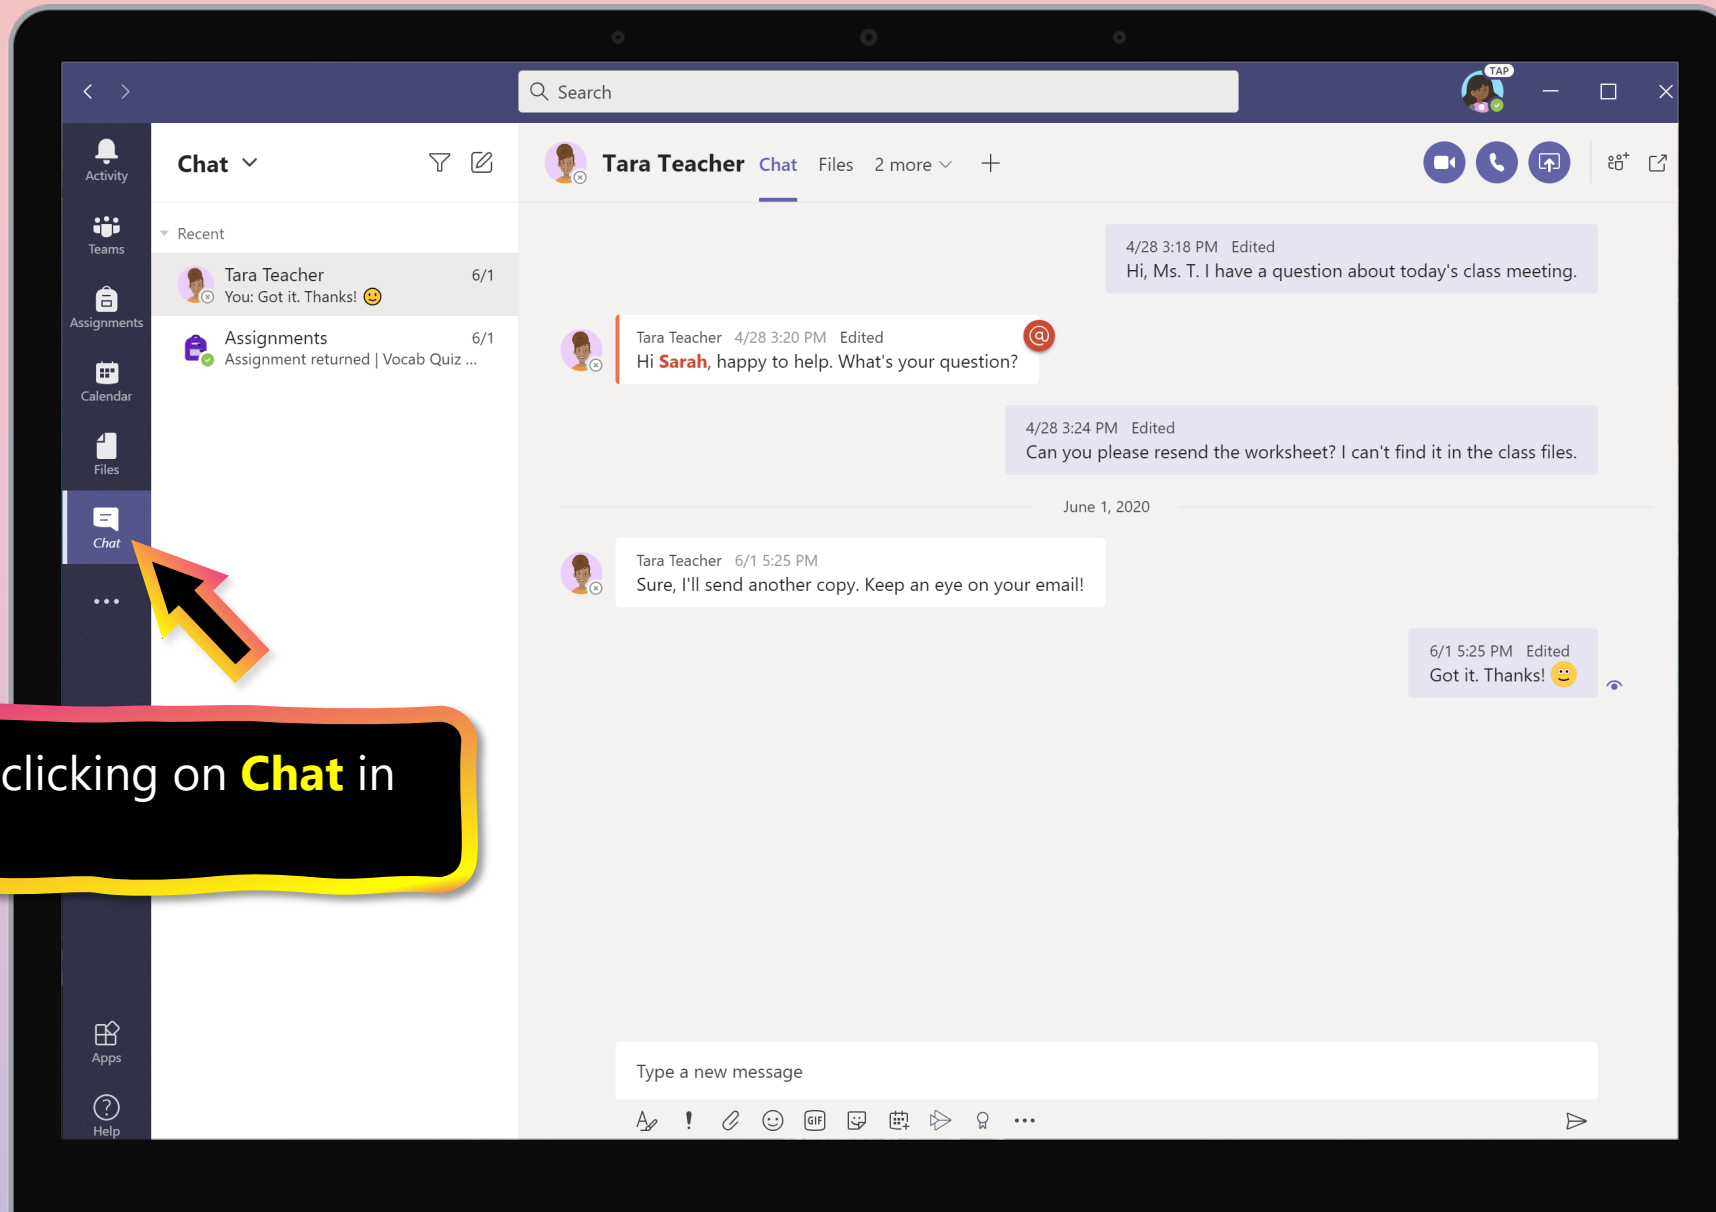 Search
TAP
Activity
Teams
Assignments
Calendar
Files
Chat
Apps
Help
Chat
Recent
Tara Teacher 6/1
You: Got it. Thanks! 🙂
Assignments 6/1
Assignment returned | Vocab Quiz ...
Tara Teacher Chat Files 2 more
4/28 3:18 PM Edited
Hi, Ms. T. I have a question about today's class meeting.
Tara Teacher 4/28 3:20 PM Edited
@
Hi Sarah, happy to help. What's your question?
4/28 3:24 PM Edited
Can you please resend the worksheet? I can't find it in the class files.
June 1, 2020
Tara Teacher 6/1 5:25 PM
Sure, I'll send another copy. Keep an eye on your email!
6/1 5:25 PM Edited
Got it. Thanks! 🙂
clicking on Chat in
Type a new message
GIF